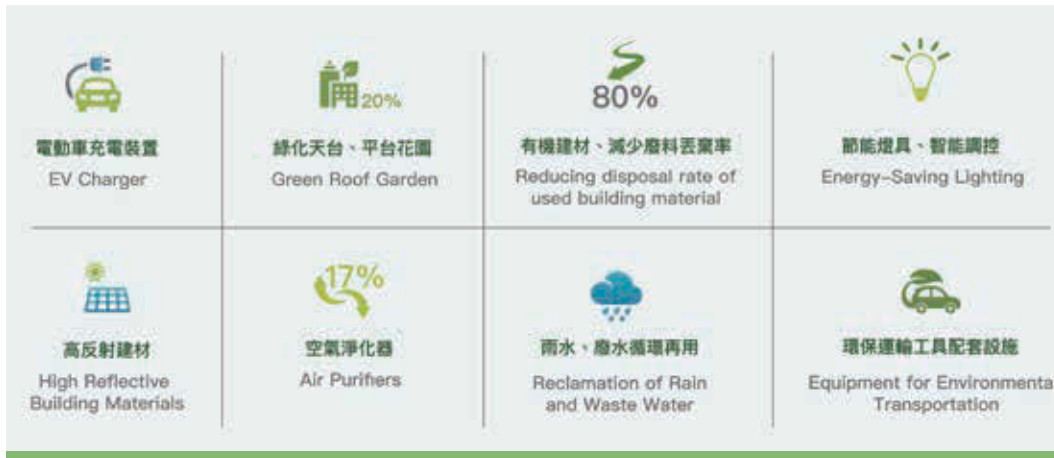 電動車充電裝置
EV Charger
20%
綠化天台、平台花園
Green Roof Garden
80%
有機建材、減少廢料丟棄率
Reducing disposal rate of
used building material
節能燈具、智能調控
Energy-Saving Lighting
高反射建材
High Reflective
Building Materials
17%
空氣淨化器
Air Purifiers
雨水、廢水循環再用
Reclamation of Rain
and Waste Water
環保運輸工具配套設施
Equipment for Environmenta
Transportation